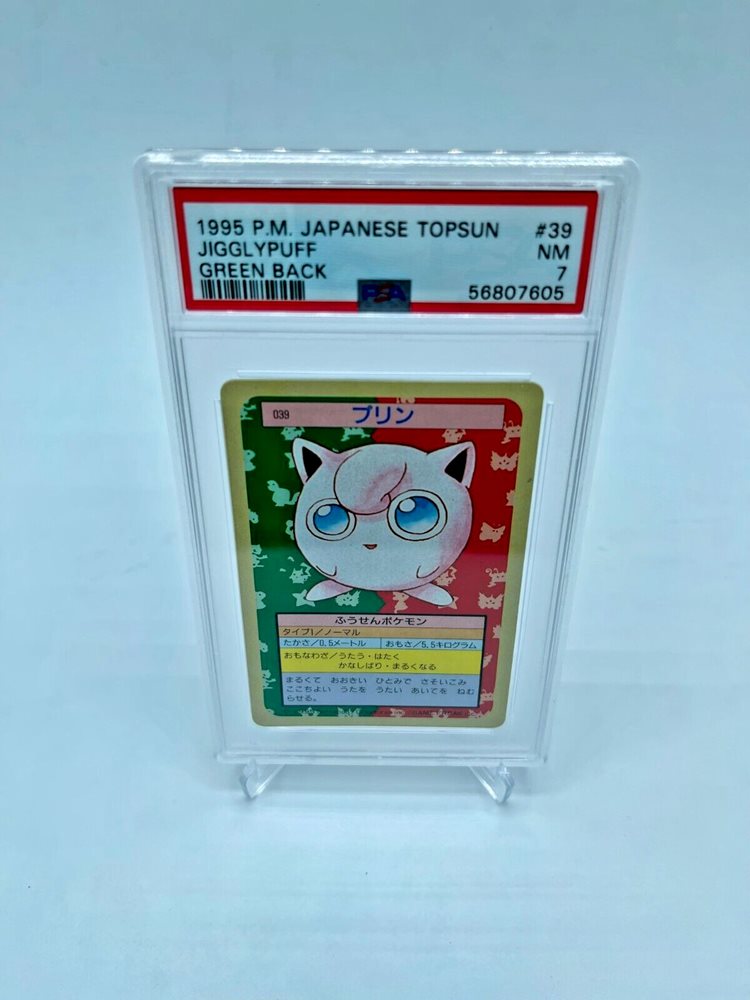 1995 P.M. JAPANESE TOPSUN #39
JIGGLYPUFF NM
GREEN BACK 7
PSA 56807605
039 プリン
ふうせんポケモン
タイプ1/ノーマル
たかさ/0.5メートル おもさ/5.5キログラム
おもなわざ/うたう・はたく
かなしばり・まるくなる
まるくて おおきい ひとみで さそいこみ
ここちよい うたを うたい あいてを ねむ
らせる。